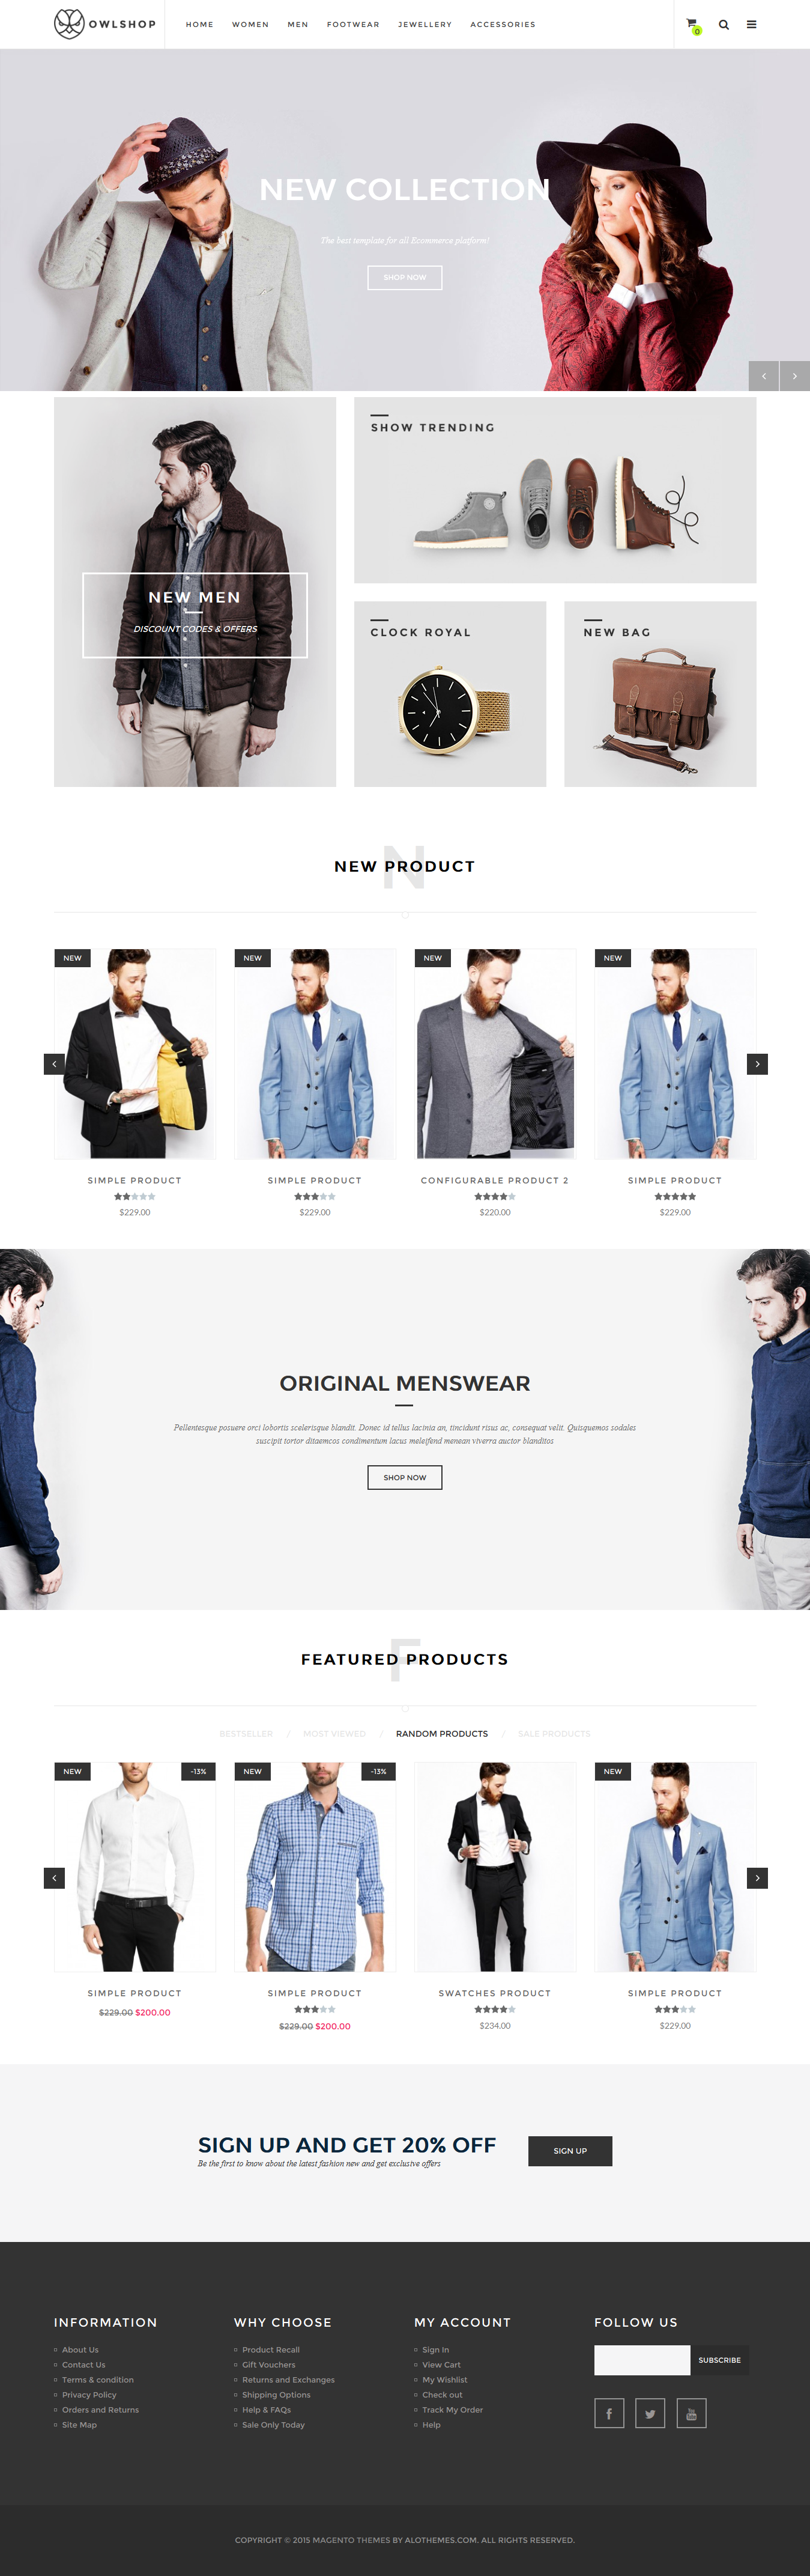 OWLSHOP
HOME WOMEN MEN FOOTWEAR JEWELLERY ACCESSORIES
0
NEW COLLECTION
The best template for all Ecommerce platform!
SHOP NOW
NEW MEN
DISCOUNT CODES & OFFERS
SHOW TRENDING
CLOCK ROYAL
NEW BAG
N
NEW PRODUCT
NEW NEW NEW NEW
SIMPLE PRODUCT SIMPLE PRODUCT CONFIGURABLE PRODUCT 2 SIMPLE PRODUCT
$229.00 $229.00 $220.00 $229.00
ORIGINAL MENSWEAR
Pellentesque posuere orci lobortis scelerisque blandit. Donec id tellus lacinia an, tincidunt risus ac, consequat velit. Quisquemos sodales
suscipit tortor ditaemcos condimentum lacus meleifend menean viverra auctor blanditos
SHOP NOW
F
FEATURED PRODUCTS
BESTSELLER / MOST VIEWED / RANDOM PRODUCTS / SALE PRODUCTS
NEW -13% NEW -13% NEW
SIMPLE PRODUCT SIMPLE PRODUCT SWATCHES PRODUCT SIMPLE PRODUCT
$229.00 $200.00 $229.00 $200.00 $234.00 $229.00
SIGN UP AND GET 20% OFF
Be the first to know about the latest fashion new and get exclusive offers
SIGN UP
INFORMATION
About Us
Contact Us
Terms & condition
Privacy Policy
Orders and Returns
Site Map
WHY CHOOSE
Product Recall
Gift Vouchers
Returns and Exchanges
Shipping Options
Help & FAQs
Sale Only Today
MY ACCOUNT
Sign In
View Cart
My Wishlist
Check out
Track My Order
Help
FOLLOW US
SUBSCRIBE
COPYRIGHT © 2015 MAGENTO THEMES BY ALOTHEMES.COM. ALL RIGHTS RESERVED.